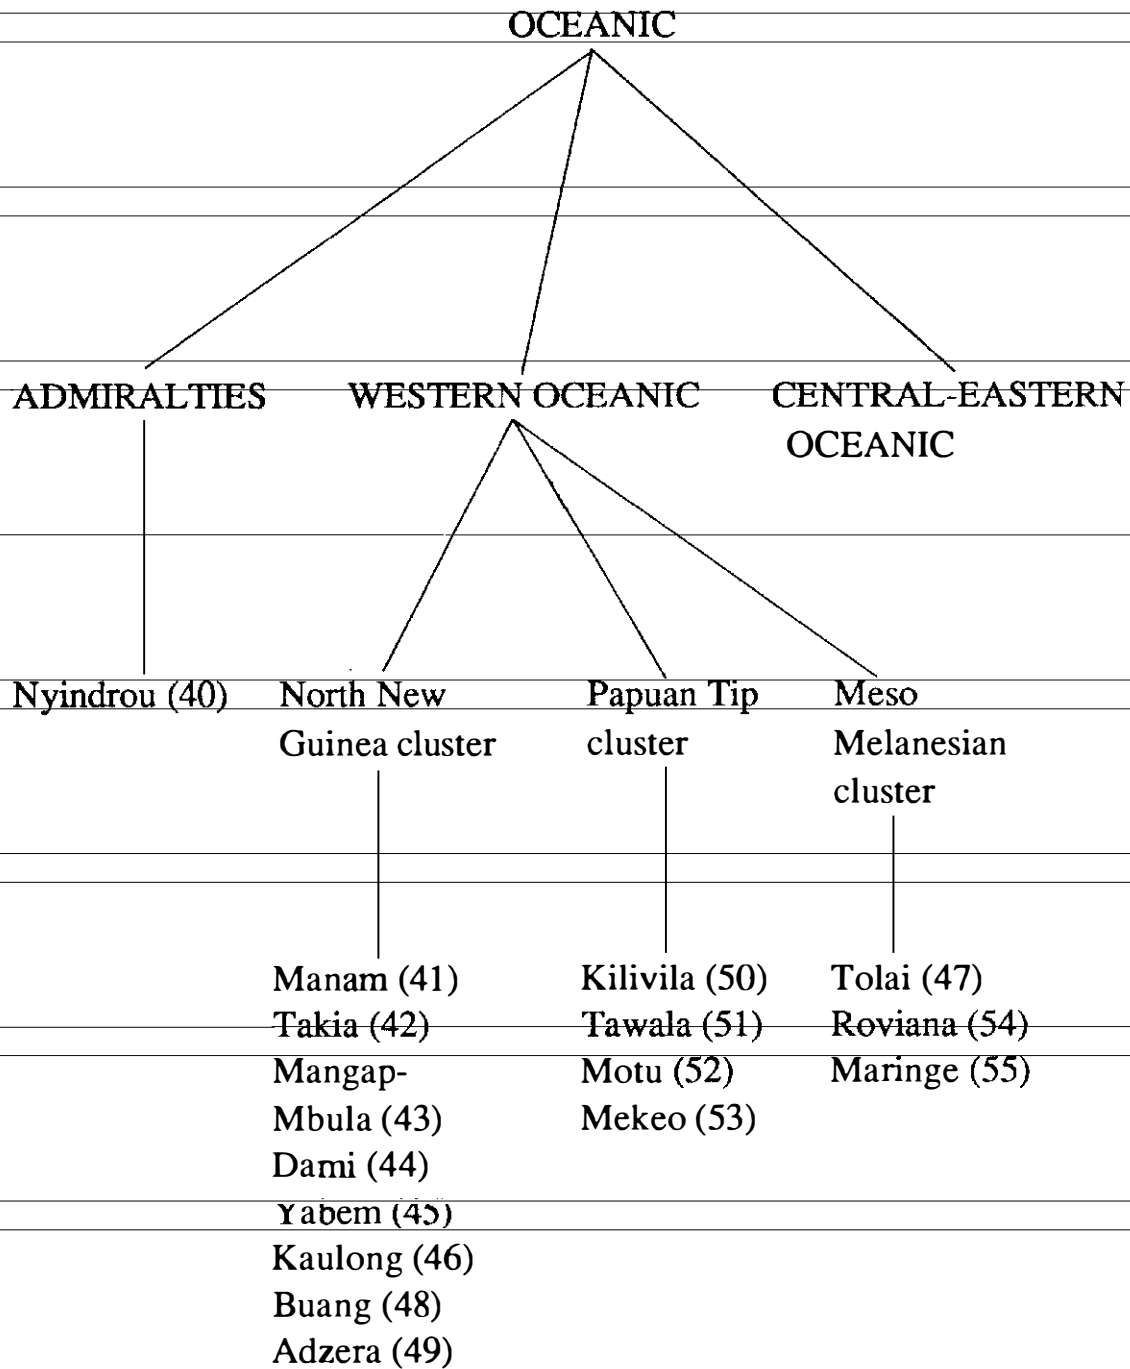 OCEANIC
ADMIRALTIES
WESTERN OCEANIC
CENTRAL-EASTERN
OCEANIC
Nyindrou (40)
North New
Guinea cluster
Papuan Tip
cluster
Meso
Melanesian
cluster
Manam (41)
Takia (42)
Mangap-
Mbula (43)
Dami (44)
Yabem (45)
Kaulong (46)
Buang (48)
Adzera (49)
Kilivila (50)
Tawala (51)
Motu (52)
Mekeo (53)
Tolai (47)
Roviana (54)
Maringe (55)